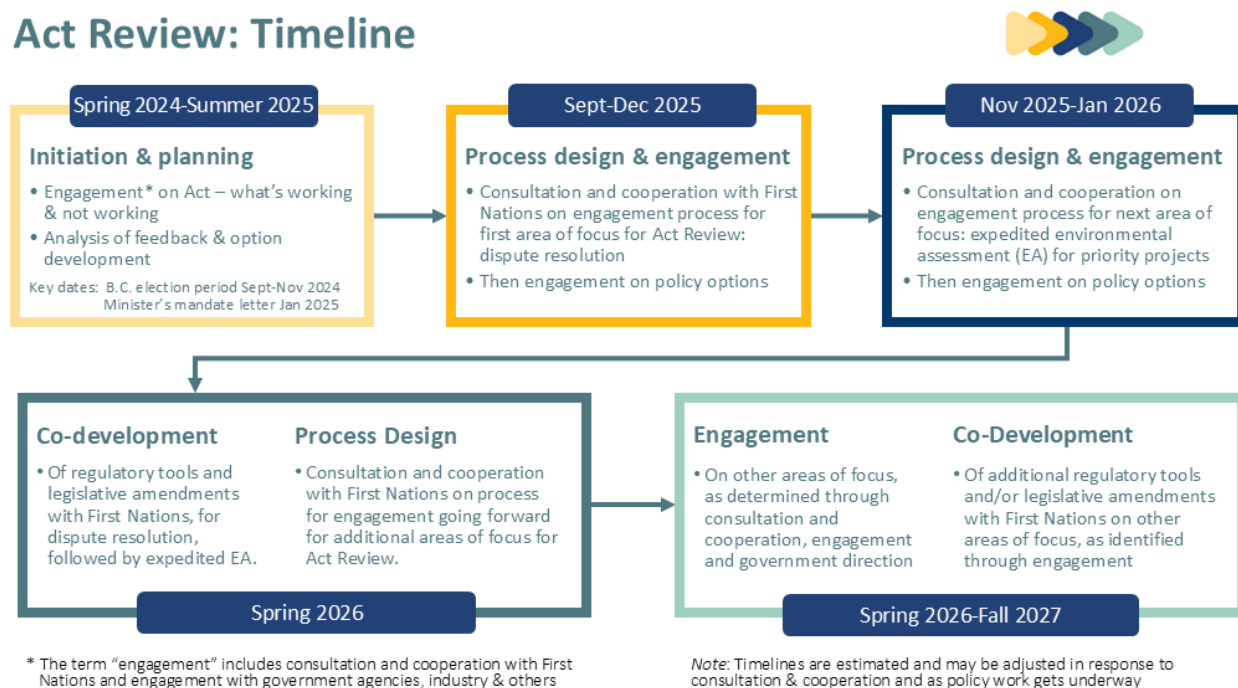 Act Review: Timeline
Spring 2024-Summer 2025
Initiation & planning
• Engagement* on Act – what's working
& not working
• Analysis of feedback & option
development
Key dates: B.C. election period Sept-Nov 2024
Minister's mandate letter Jan 2025
Sept-Dec 2025
Process design & engagement
• Consultation and cooperation with First
Nations on engagement process for
first area of focus for Act Review:
dispute resolution
• Then engagement on policy options
Nov 2025-Jan 2026
Process design & engagement
• Consultation and cooperation on
engagement process for next area of
focus: expedited environmental
assessment (EA) for priority projects
• Then engagement on policy options
Co-development
• Of regulatory tools and
legislative amendments
with First Nations, for
dispute resolution,
followed by expedited EA.
Process Design
• Consultation and cooperation
with First Nations on process
for engagement going forward
for additional areas of focus for
Act Review.
Spring 2026
Engagement
• On other areas of focus,
as determined through
consultation and
cooperation, engagement
and government direction
Co-Development
• Of additional regulatory tools
and/or legislative amendments
with First Nations on other
areas of focus, as identified
through engagement
Spring 2026-Fall 2027
* The term "engagement" includes consultation and cooperation with First
Nations and engagement with government agencies, industry & others
Note: Timelines are estimated and may be adjusted in response to
consultation & cooperation and as policy work gets underway